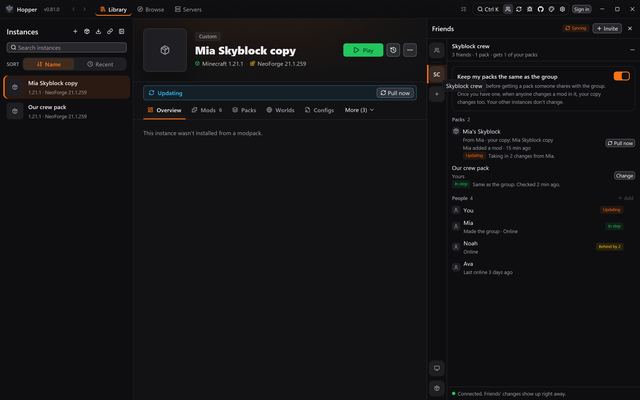 Hopper v0.81.0
Library
Browse
Servers
Ctrl K
Sign in
Instances
Search instances
SORT
Name
Recent
Mia Skyblock copy
1.21.1 · NeoForge 21.1.259
Our crew pack
1.21.1 · NeoForge 21.1.259
Custom
Mia Skyblock copy
Minecraft 1.21.1
NeoForge 21.1.259
Play
Updating
Pull now
Overview
Mods 6
Packs
Worlds
Configs
More (3)
This instance wasn't installed from a modpack.
Friends
Syncing
Invite
SC
Skyblock crew
3 friends · 1 pack · gets 1 of your packs
Keep my packs the same as the group
Skyblock crew
before getting a pack someone shares with the group.
Once you have one, when anyone changes a mod in it, your copy
changes too. Your other instances don't change.
Packs 2
Mia's Skyblock
From Mia · your copy: Mia Skyblock copy
Mia added a mod · 15 min ago
Updating
Taking in 2 changes from Mia.
Pull now
Our crew pack
Yours
In step
Same as the group. Checked 2 min ago.
Change
People 4
Add
You
Updating
Mia
Made the group · Online
In step
Noah
Online
Behind by 2
Ava
Last online 3 days ago
Connected. Friends' changes show up right away.